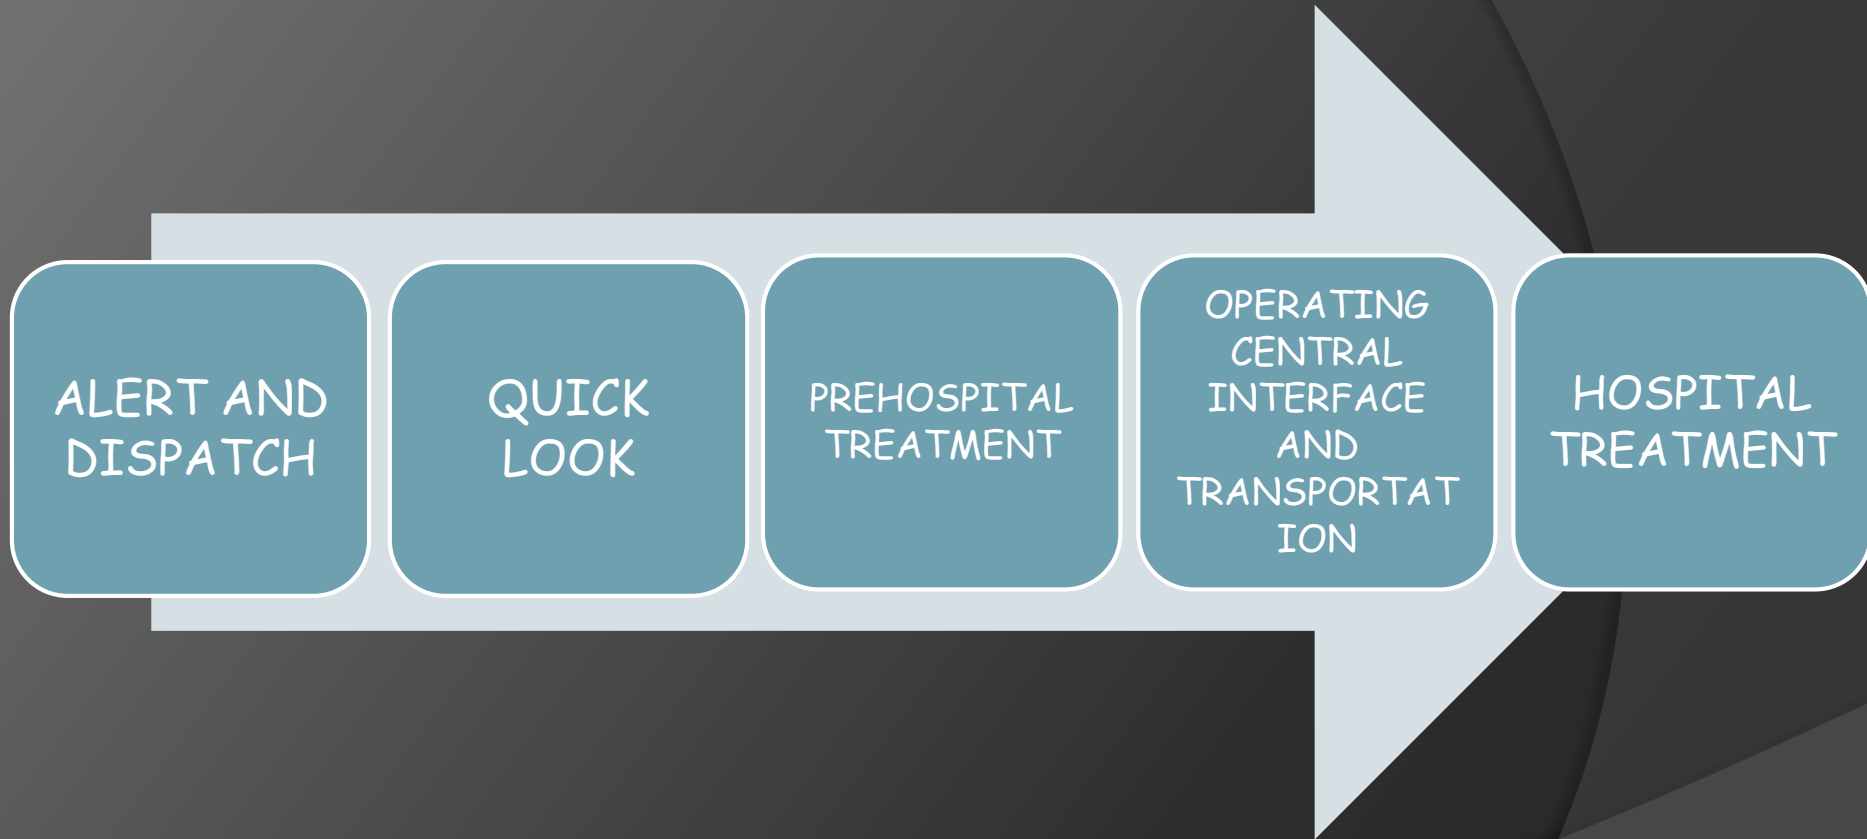 ALERT AND
DISPATCH
QUICK
LOOK
PREHOSPITAL
TREATMENT
OPERATING
CENTRAL
INTERFACE
AND
TRANSPORTAT
ION
HOSPITAL
TREATMENT